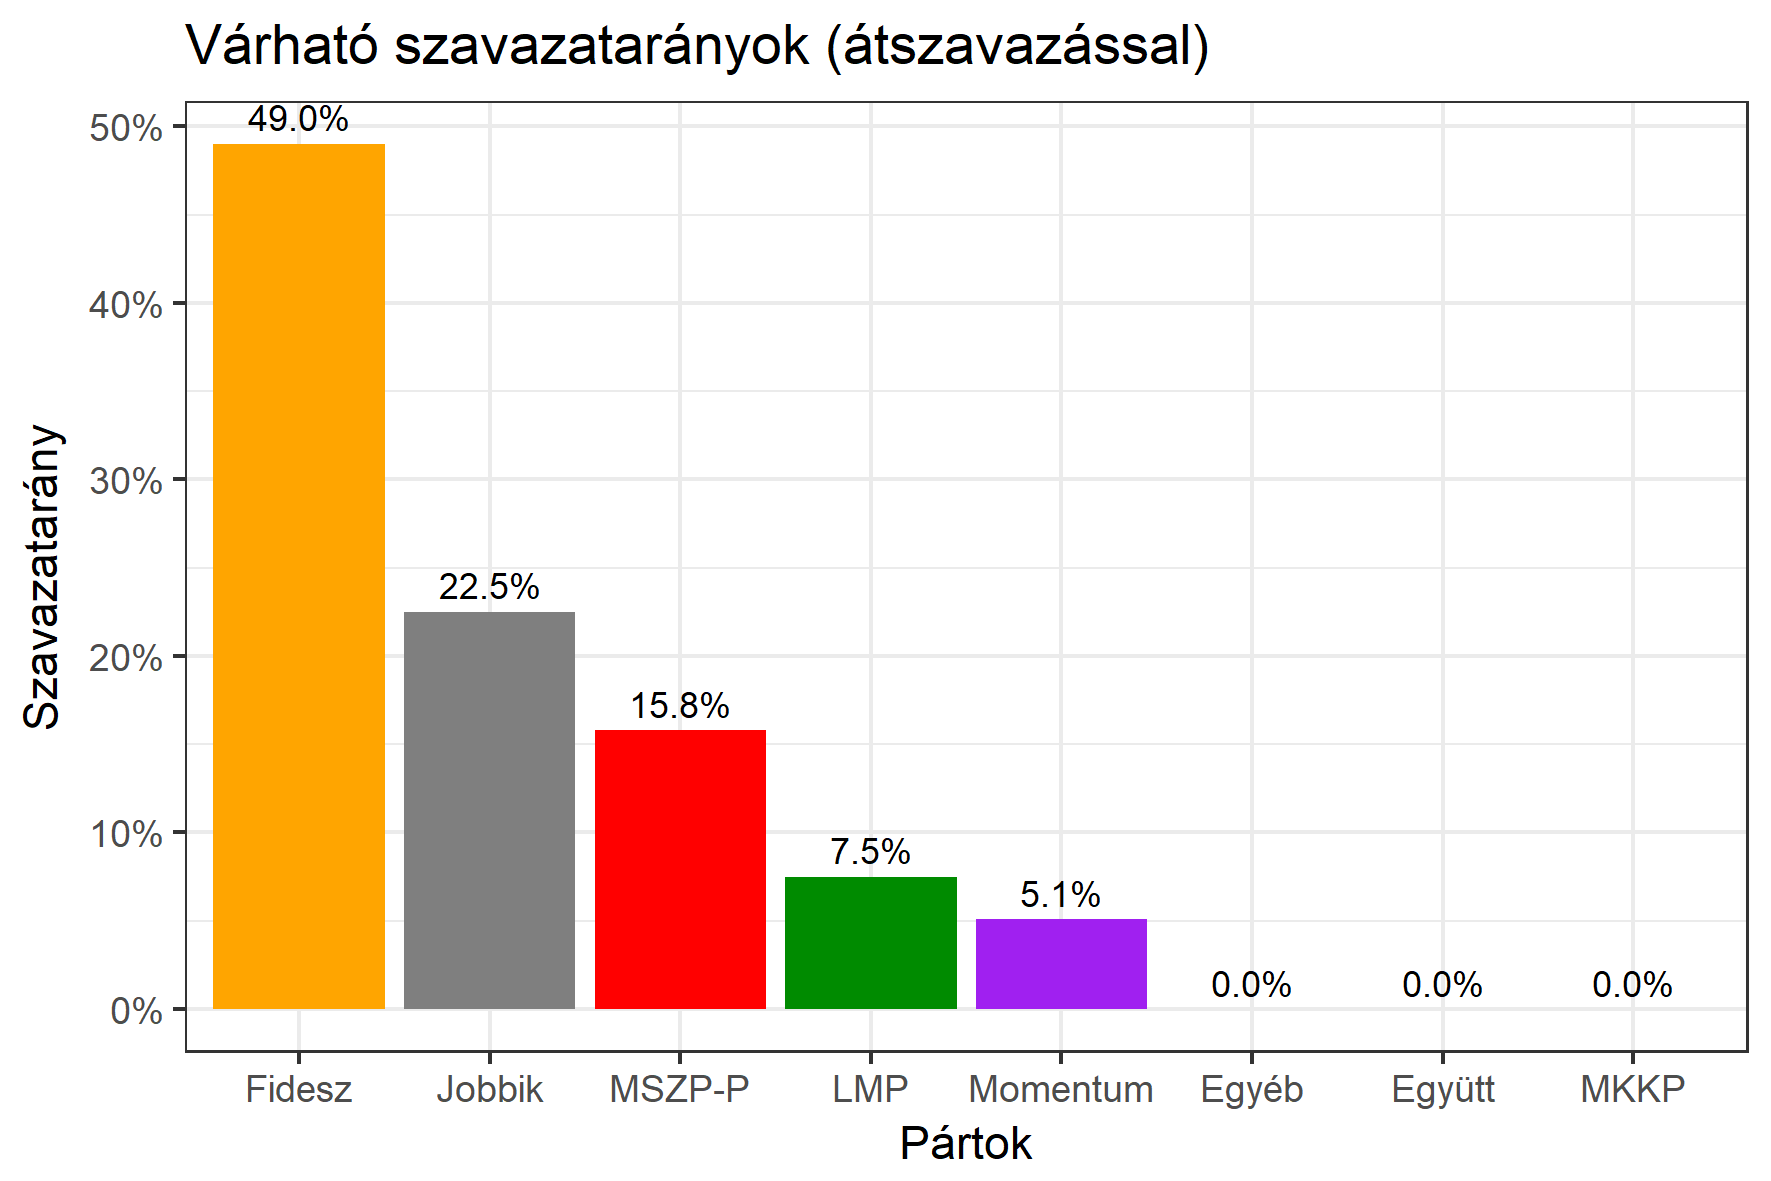 Várható szavazatarányok (átszavazással)
Szavazatarány
50%
40%
30%
20%
10%
0%
49.0%
22.5%
15.8%
7.5%
5.1%
0.0%
0.0%
0.0%
Fidesz
Jobbik
MSZP-P
LMP
Momentum
Egyéb
Együtt
MKKP
Pártok